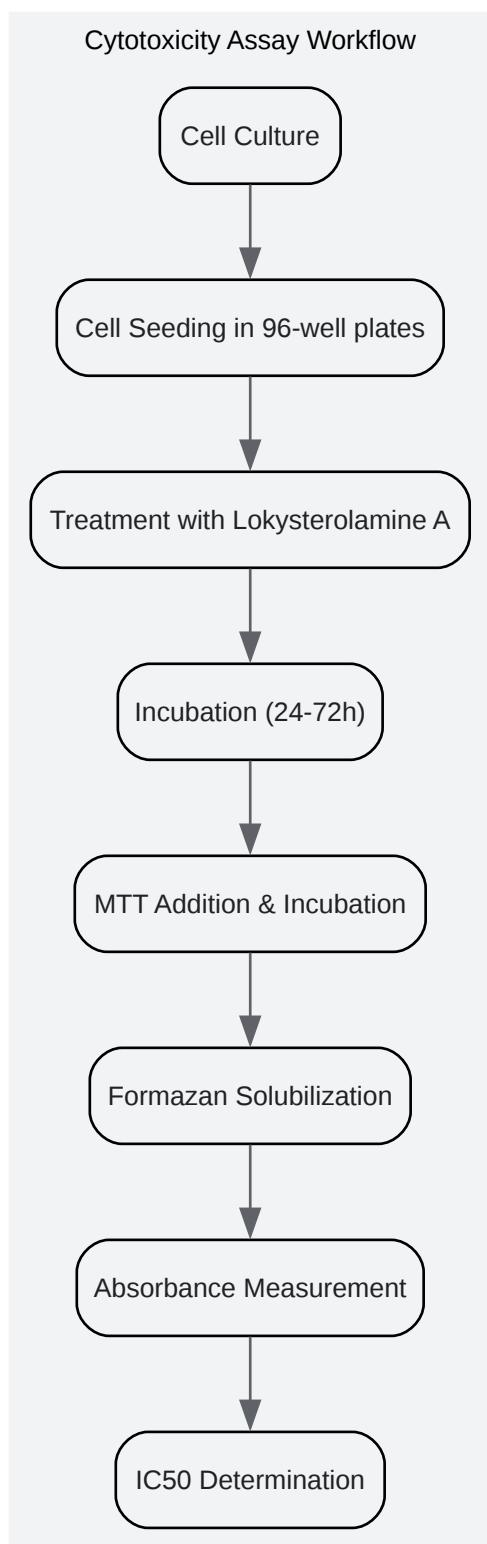 Cytotoxicity Assay Workflow
Cell Culture
Cell Seeding in 96-well plates
Treatment with Lokysterolamine A
Incubation (24-72h)
MTT Addition & Incubation
Formazan Solubilization
Absorbance Measurement
IC50 Determination